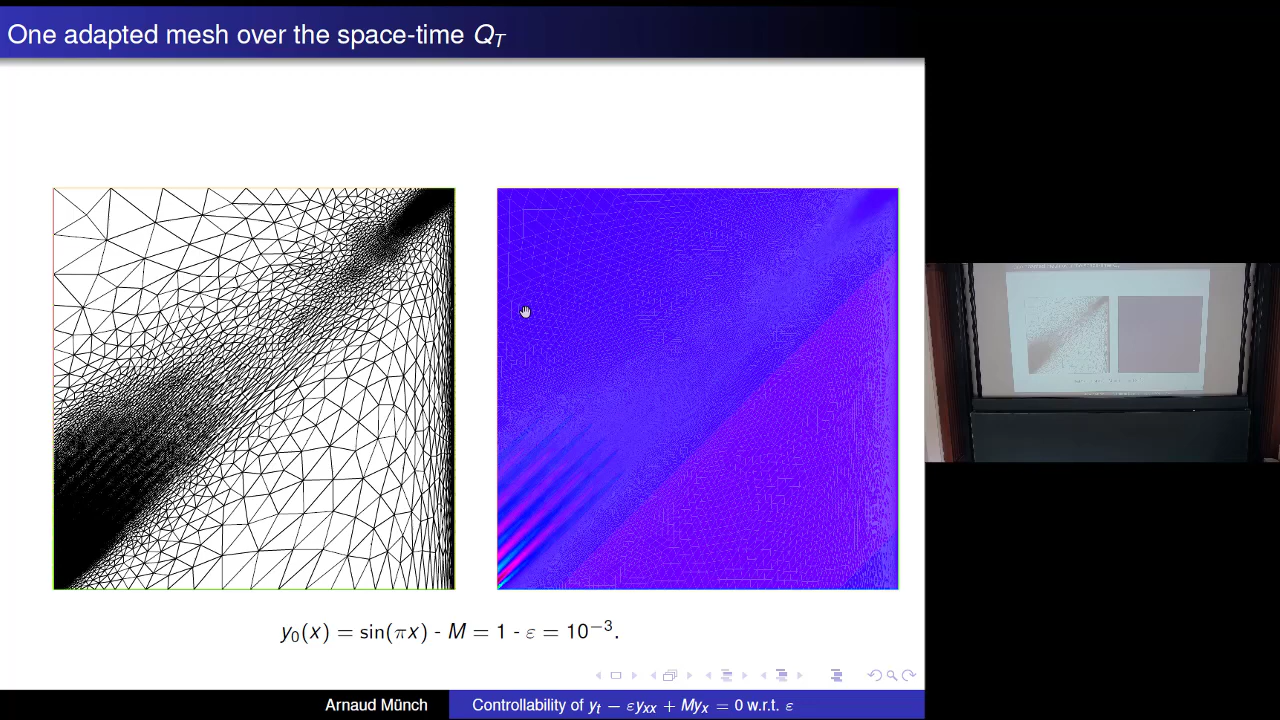 One adapted mesh over the space-time Q_T
y₀(x) = sin(πx) - M = 1 - ε = 10⁻³.
Arnaud Münch
Controllability of y_t − εy_xx + My_x = 0 w.r.t. ε